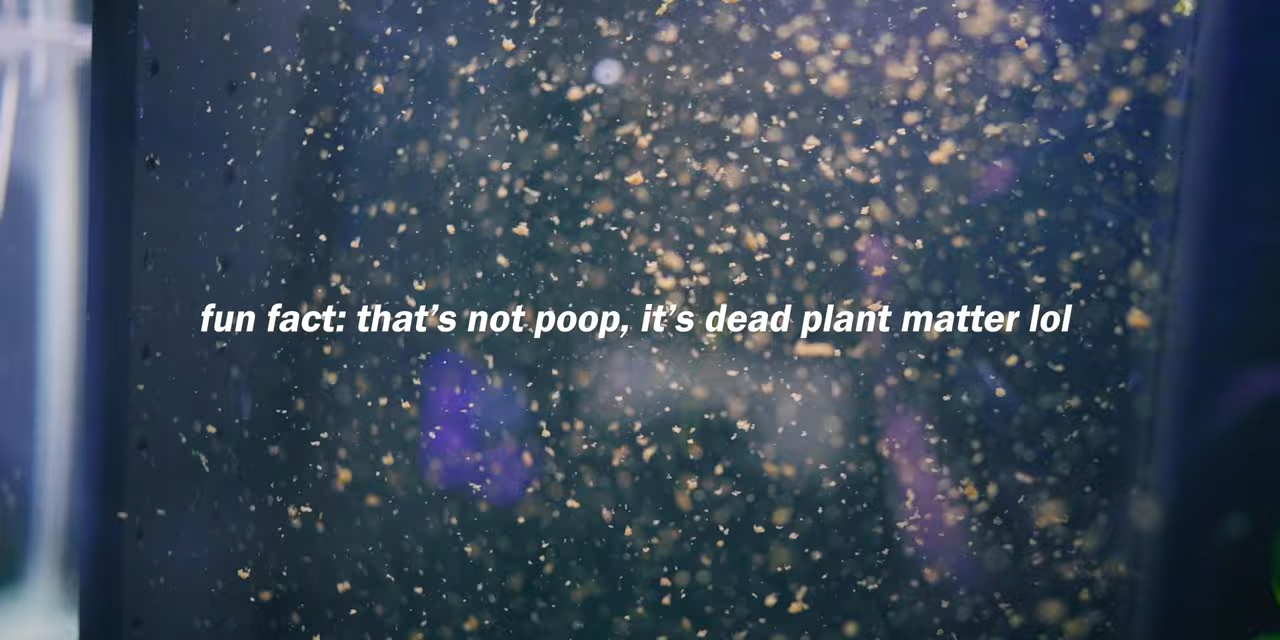 fun fact: that's not poop, it's dead plant matter lol